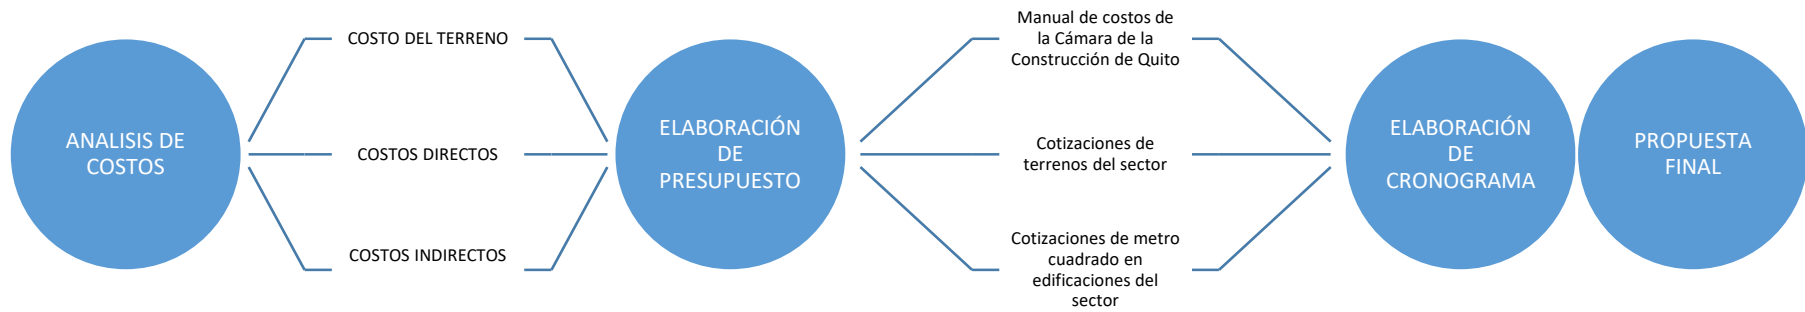 ANALISIS DE
COSTOS
COSTO DEL TERRENO
COSTOS DIRECTOS
COSTOS INDIRECTOS
ELABORACIÓN
DE
PRESUPUESTO
Manual de costos de
la Cámara de la
Construcción de Quito
Cotizaciones de
terrenos del sector
Cotizaciones de metro
cuadrado en
edificaciones del
sector
ELABORACIÓN
DE
CRONOGRAMA
PROPUESTA
FINAL